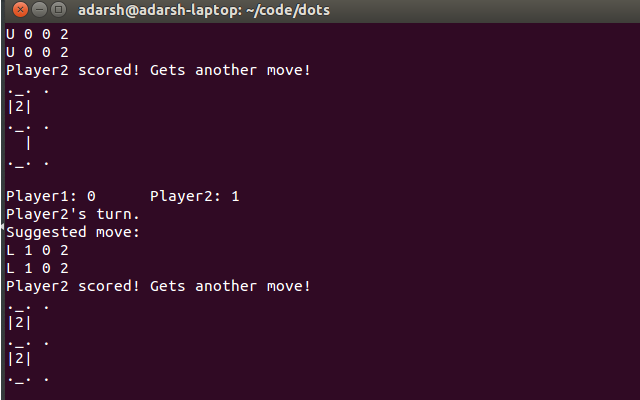 adarsh@adarsh-laptop: ~/code/dots
U 0 0 2
U 0 0 2
Player2 scored! Gets another move!
._. .
|2|
._. .
  |
._. .

Player1: 0      Player2: 1
Player2's turn.
Suggested move:
L 1 0 2
L 1 0 2
Player2 scored! Gets another move!
._. .
|2|
._. .
|2|
._. .